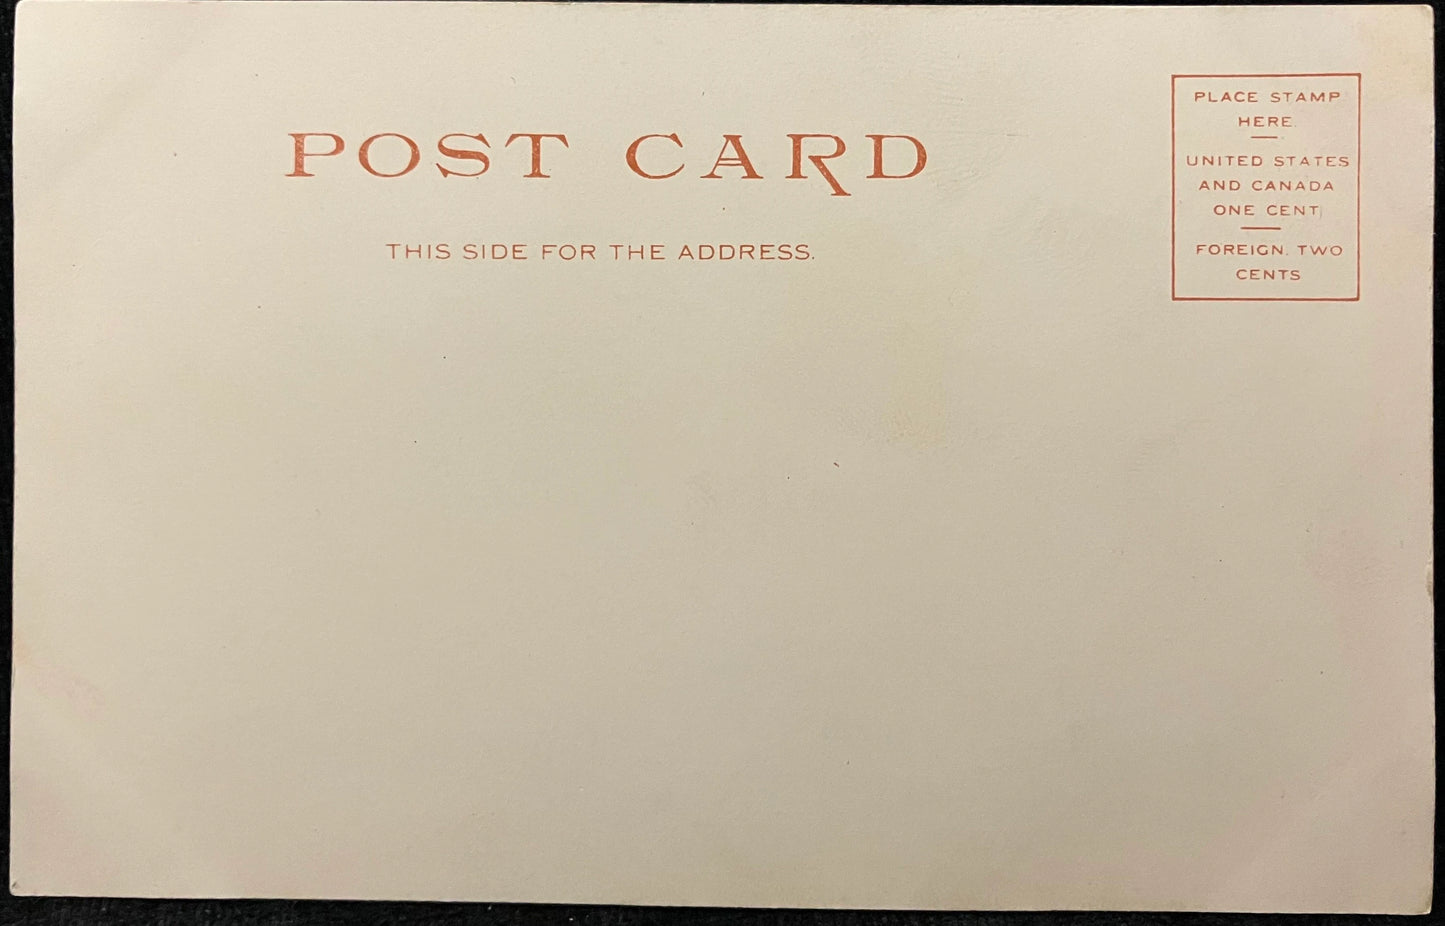 POST CARD
THIS SIDE FOR THE ADDRESS.
PLACE STAMP
HERE.
UNITED STATES
AND CANADA
ONE CENT
FOREIGN. TWO
CENTS